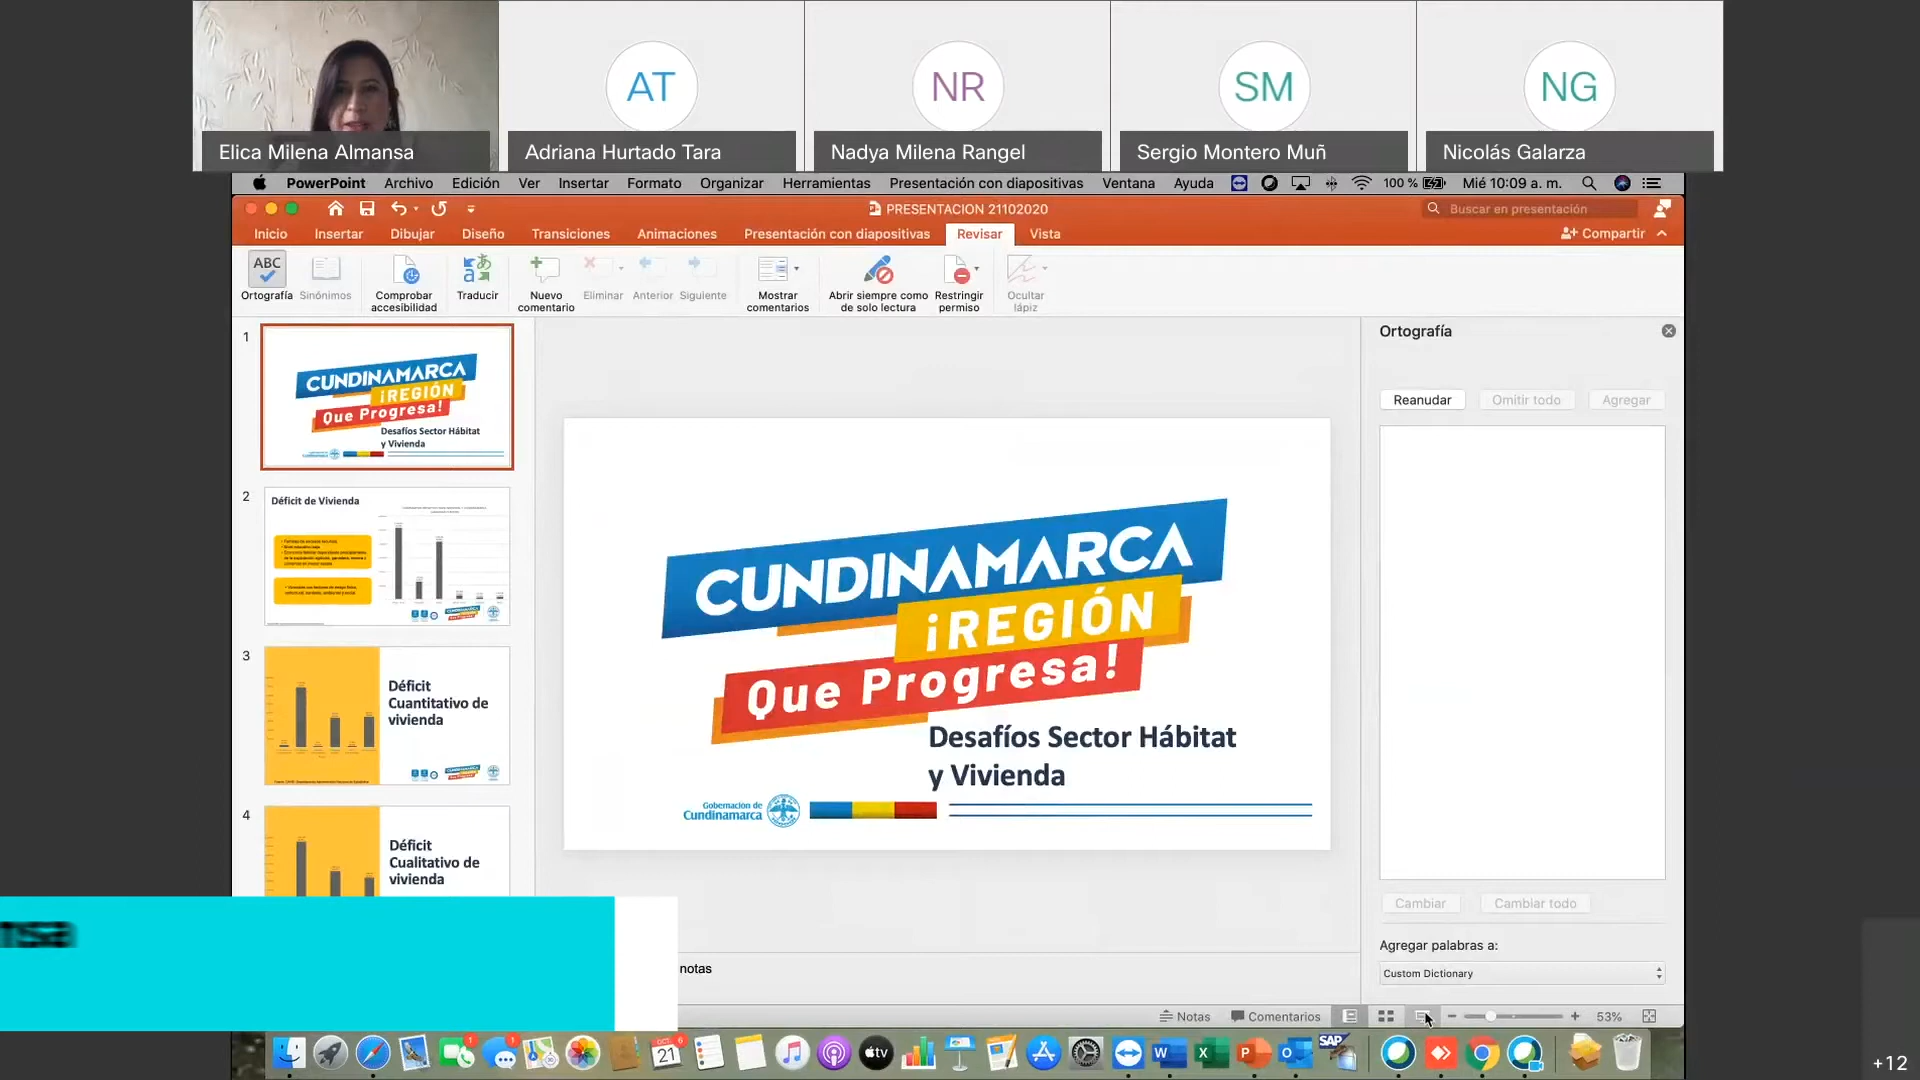 AT
NR
SM
NG
Elica Milena Almansa
Adriana Hurtado Tara
Nadya Milena Rangel
Sergio Montero Muñ
Nicolás Galarza
PowerPoint Archivo Edición Ver Insertar Formato Organizar Herramientas Presentación con diapositivas Ventana Ayuda 100 % Mié 10:09 a. m.
PRESENTACION 21102020
Buscar en presentación
Inicio Insertar Dibujar Diseño Transiciones Animaciones Presentación con diapositivas Revisar Vista Compartir
ABC
Ortografía
Sinónimos
Comprobar
accesibilidad
Traducir
Nuevo
comentario
Eliminar
Anterior
Siguiente
Mostrar
comentarios
Abrir siempre como
de solo lectura
Restringir
permiso
Ocultar
lápiz
1
CUNDINAMARCA
¡REGIÓN
Que Progresa!
Desafíos Sector Hábitat
y Vivienda
2
Déficit de Vivienda
3
Déficit
Cuantitativo de
vivienda
4
Déficit
Cualitativo de
vivienda
CUNDINAMARCA
¡REGIÓN
Que Progresa!
Desafíos Sector Hábitat
y Vivienda
Gobernación de
Cundinamarca
Ortografía
Reanudar
Omitir todo
Agregar
Cambiar
Cambiar todo
Agregar palabras a:
Custom Dictionary
notas
Notas
Comentarios
53%
OCT
21
tv
SAP
+12